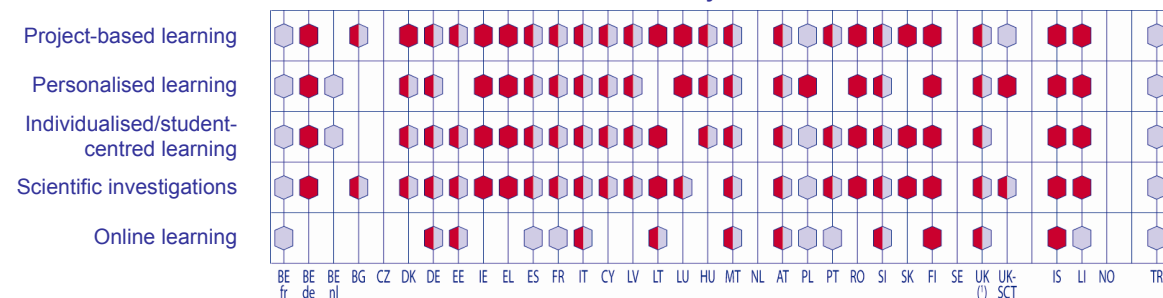 Project-based learning
Personalised learning
Individualised/student-
centred learning
Scientific investigations
Online learning
BE fr BE de BE nl BG CZ DK DE EE IE EL ES FR IT CY LV LT LU HU MT NL AT PL RO SI SK FI SE UK (¹) UK-SCT IS LI NO TR